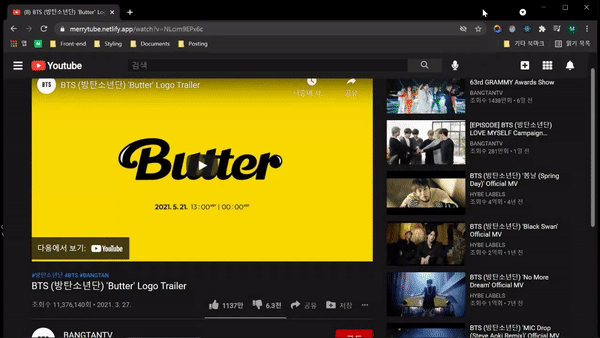 (8) BTS (방탄소년단) 'Butter' Log
merrytube.netlify.app/watch/v=NLcim9EPx6c
앱
Front-end
Styling
Documents
Posting
기타 북마크
읽기 목록
Youtube
검색
BTS
BTS (방탄소년단) 'Butter' Logo Trailer
공유
Butter
2021. 5. 21. 13:00 | 00:00
다음에서 보기: YouTube
#방탄소년단 #BTS #BANGTAN
BTS (방탄소년단) 'Butter' Logo Trailer
조회수 11,376,140회 • 2021. 3. 27.
1137만
6.3천
공유
저장
BANGTANTV
63rd GRAMMY Awards Show
BANGTANTV
조회수 1438만회 • 6일 전
[EPISODE] BTS (방탄소년단)
LOVE MYSELF Campaign...
BANGTANTV
조회수 281만회 • 1일 전
BTS (방탄소년단) '봄날 (Spring
Day)' Official MV
HYBE LABELS
조회수 4억회 • 4년 전
BTS (방탄소년단) 'Black Swan'
Official MV
HYBE LABELS
조회수 2억회 • 1년 전
BTS (방탄소년단) 'No More
Dream' Official MV
HYBE LABELS
조회수 1억회 • 7년 전
BTS (방탄소년단) 'MIC Drop
(Steve Aoki Remix)' Official MV